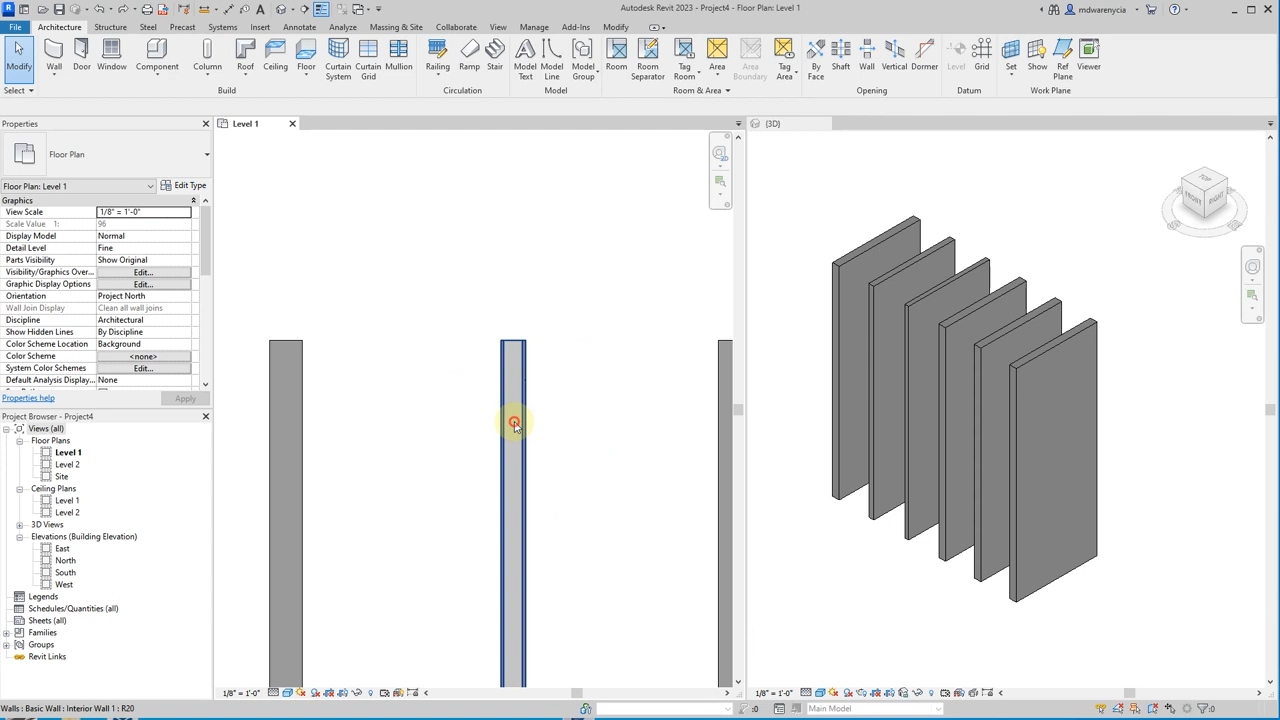 Autodesk Revit 2023 - Project4 - Floor Plan: Level 1
mdwarenycia
File Architecture Structure Steel Precast Systems Insert Annotate Analyze Massing & Site Collaborate View Manage Add-Ins Modify
Modify Wall Door Window Component Column Roof Ceiling Floor Curtain System Curtain Grid Mullion Railing Ramp Stair Model Text Model Line Model Group Room Room Separator Tag Room Area Area Boundary Tag Area By Face Shaft Wall Vertical Dormer Level Grid Set Show Ref Plane Viewer
Select Build Circulation Model Room & Area Opening Datum Work Plane
Properties
Level 1
{3D}
Floor Plan
Floor Plan: Level 1 Edit Type
Graphics
View Scale 1/8" = 1'-0"
Scale Value 1: 96
Display Model Normal
Detail Level Fine
Parts Visibility Show Original
Visibility/Graphics Over... Edit...
Graphic Display Options Edit...
Orientation Project North
Wall Join Display Clean all wall joins
Discipline Architectural
Show Hidden Lines By Discipline
Color Scheme Location Background
Color Scheme <none>
System Color Schemes Edit...
Default Analysis Display... None
Properties help Apply
Project Browser - Project4
Views (all)
Floor Plans
Level 1
Level 2
Site
Ceiling Plans
Level 1
Level 2
3D Views
Elevations (Building Elevation)
East
North
South
West
Legends
Schedules/Quantities (all)
Sheets (all)
Families
Groups
Revit Links
TOP
FRONT
RIGHT
1/8" = 1'-0"
1/8" = 1'-0"
Walls : Basic Wall : Interior Wall 1 : R20
:0
Main Model
:0